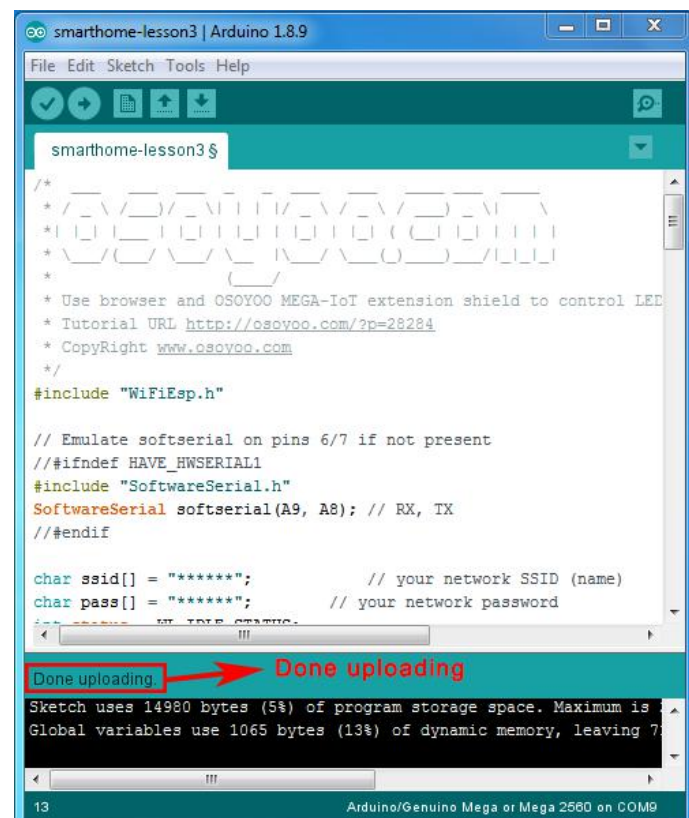 smarthome-lesson3 | Arduino 1.8.9
File Edit Sketch Tools Help
smarthome-lesson3 §
/*
* Use browser and OSOYOO MEGA-IoT extension shield to control LED
* Tutorial URL http://osoyoo.com/?p=28284
* CopyRight www.osoyoo.com
*/
#include "WiFiEsp.h"
// Emulate softserial on pins 6/7 if not present
//#ifndef HAVE_HWSERIAL1
#include "SoftwareSerial.h"
SoftwareSerial softserial(A9, A8); // RX, TX
//#endif
char ssid[] = "******"; // your network SSID (name)
char pass[] = "******"; // your network password
Done uploading. Done uploading
Sketch uses 14980 bytes (5%) of program storage space. Maximum is
Global variables use 1065 bytes (13%) of dynamic memory, leaving
13 Arduino/Genuino Mega or Mega 2560 on COM9